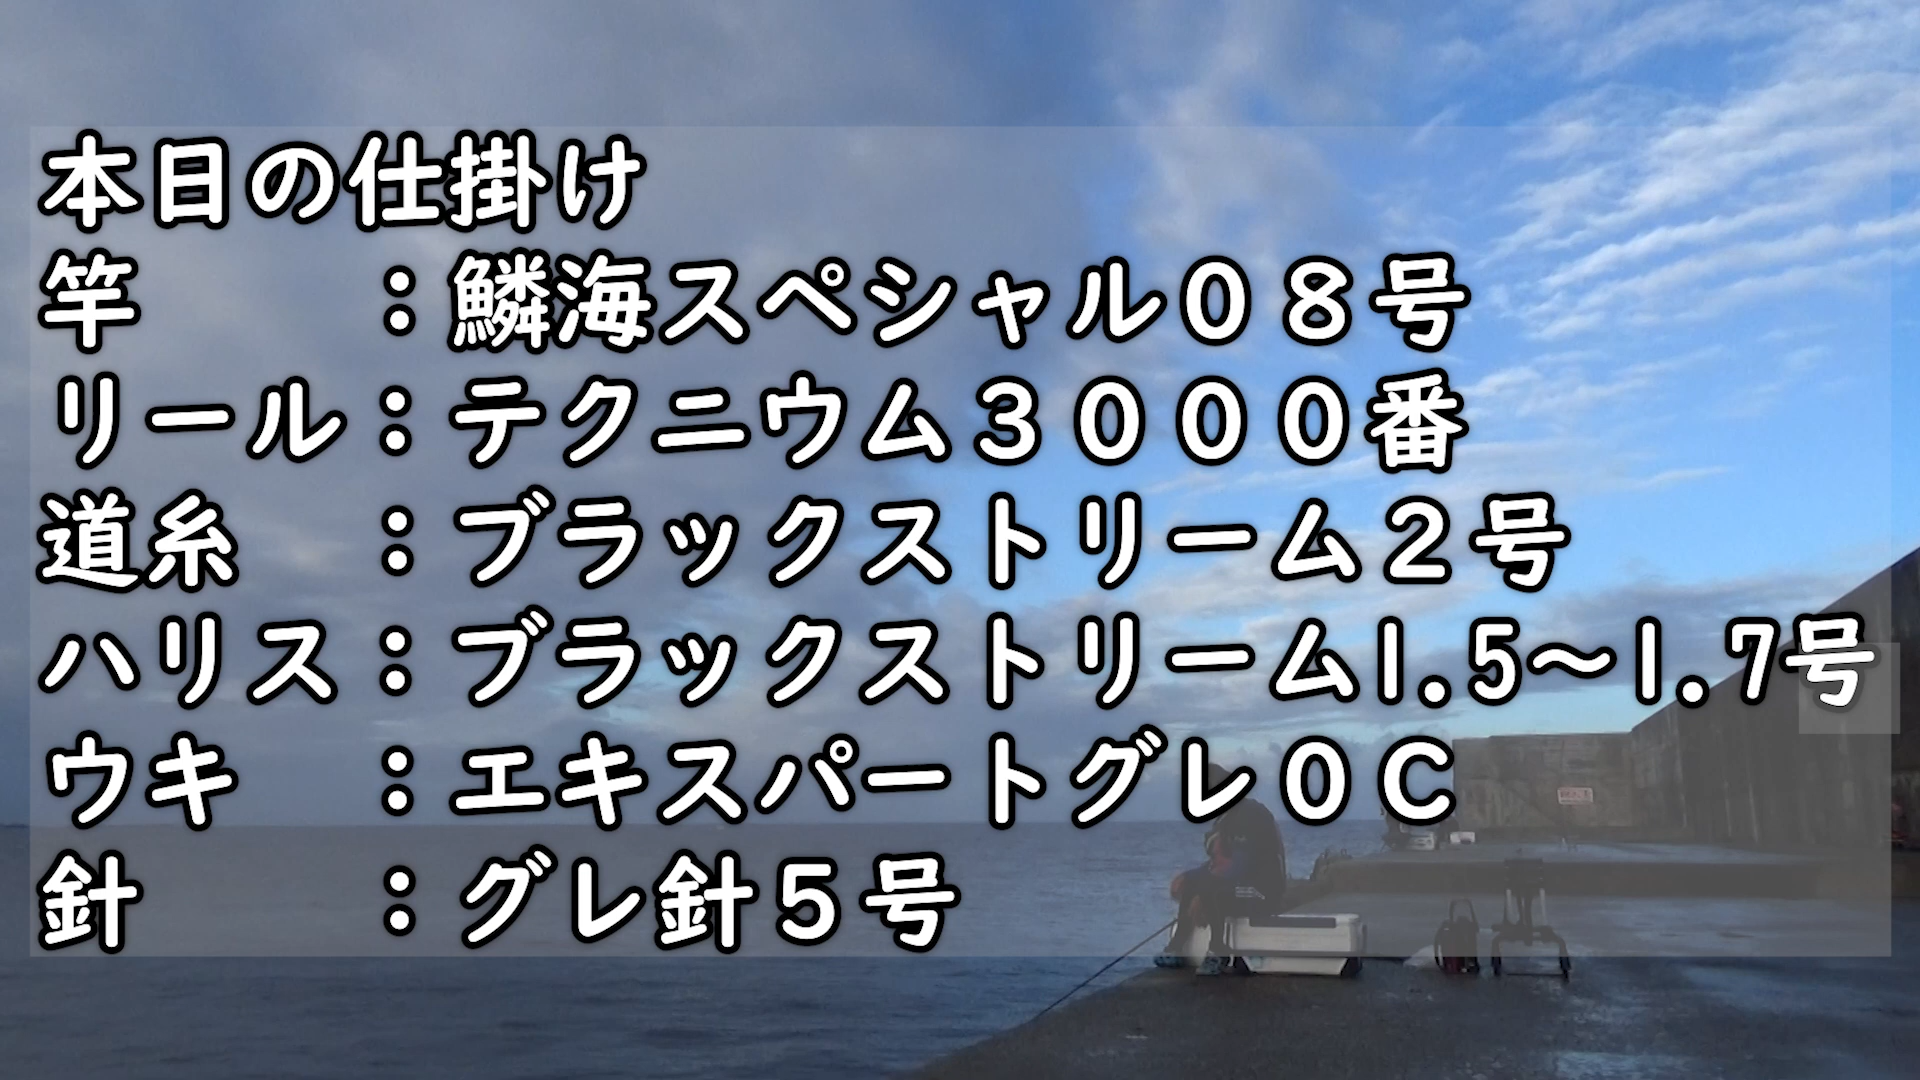 本日の仕掛け
竿　　　：鱗海スペシャル０８号
リール：テクニウム３０００番
道糸　：ブラックストリーム２号
ハリス：ブラックストリーム1.5～1.7号
ウキ　：エキスパートグレ０C
針　　　：グレ針５号